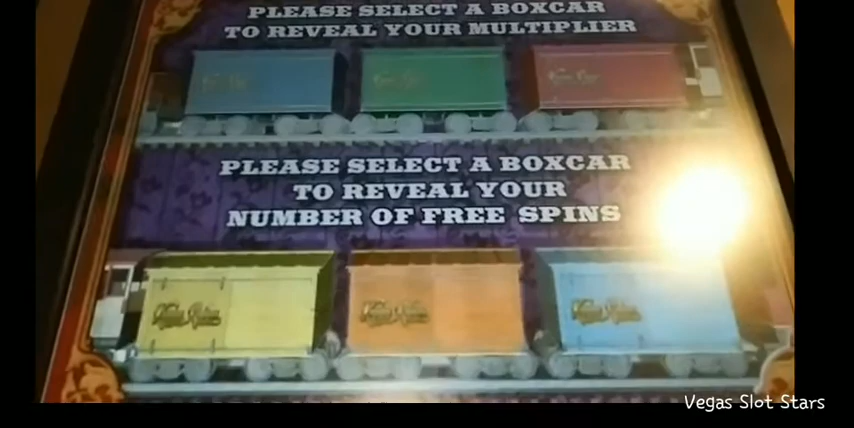 PLEASE SELECT A BOXCAR
TO REVEAL YOUR MULTIPLIER
PLEASE SELECT A BOXCAR
TO REVEAL YOUR
NUMBER OF FREE SPINS
Vegas Slot Stars